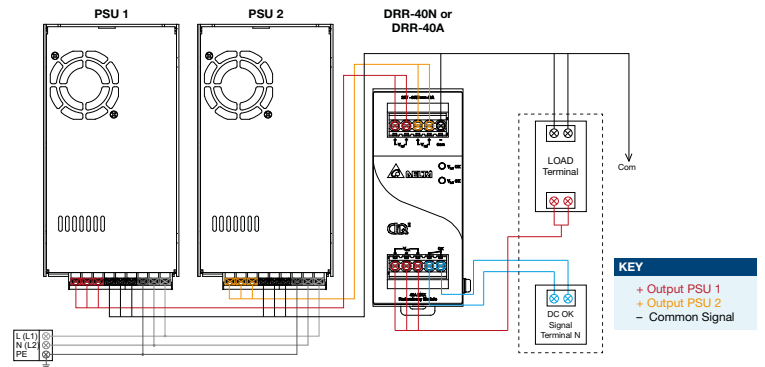 PSU 1
PSU 2
DRR-40N or
DRR-40A
LOAD
Terminal
Com
DC OK
Signal
Terminal N
KEY
+ Output PSU 1
+ Output PSU 2
– Common Signal
L (L1)
N (L2)
PE